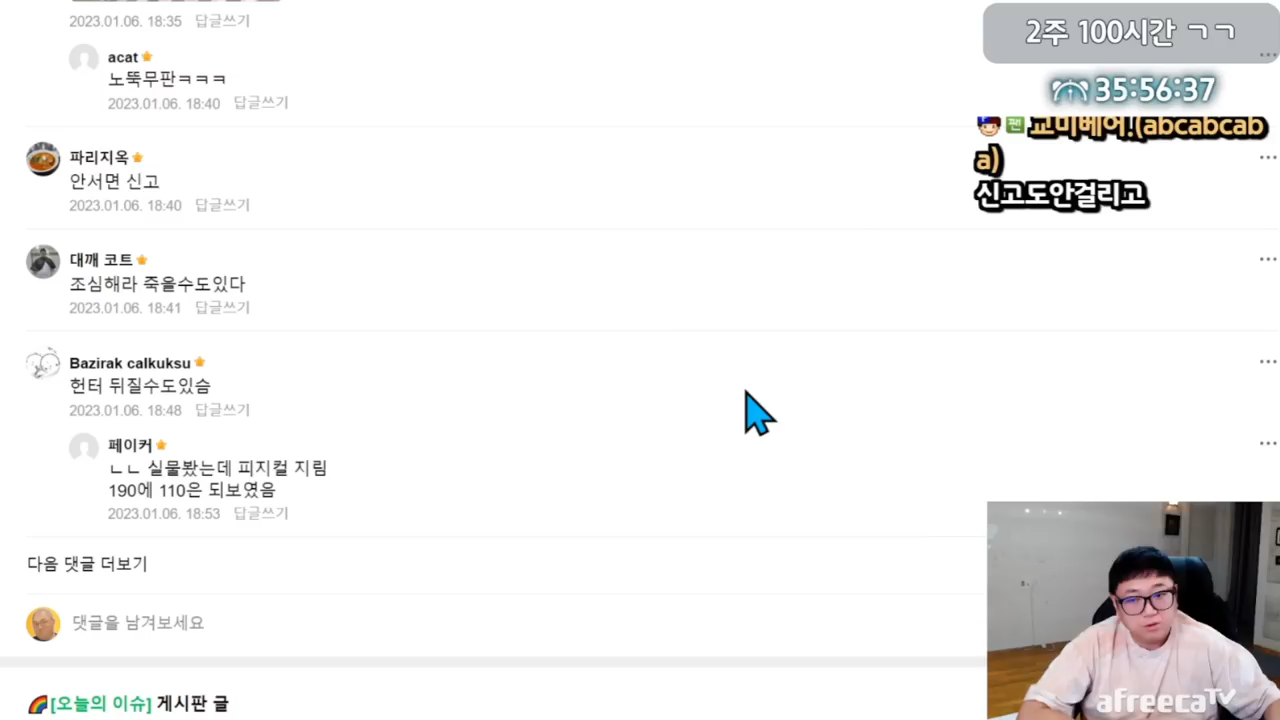 2023.01.06. 18:35 답글쓰기
acat
노뚝무판ㅋㅋㅋ
2023.01.06. 18:40 답글쓰기
파리지옥
안서면 신고
2023.01.06. 18:40 답글쓰기
대깨 코트
조심해라 죽을수도있다
2023.01.06. 18:41 답글쓰기
Bazirak calkuksu
헌터 뒤질수도있슴
2023.01.06. 18:48 답글쓰기
페이커
ㄴㄴ 실물봤는데 피지컬 지림
190에 110은 되보였음
2023.01.06. 18:53 답글쓰기
다음 댓글 더보기
댓글을 남겨보세요
[오늘의 이슈] 게시판 글
2주 100시간 ㄱㄱ
35:56:37
팬 교미베어!(abcabcab
a)
신고도안걸리고
afreecaTV